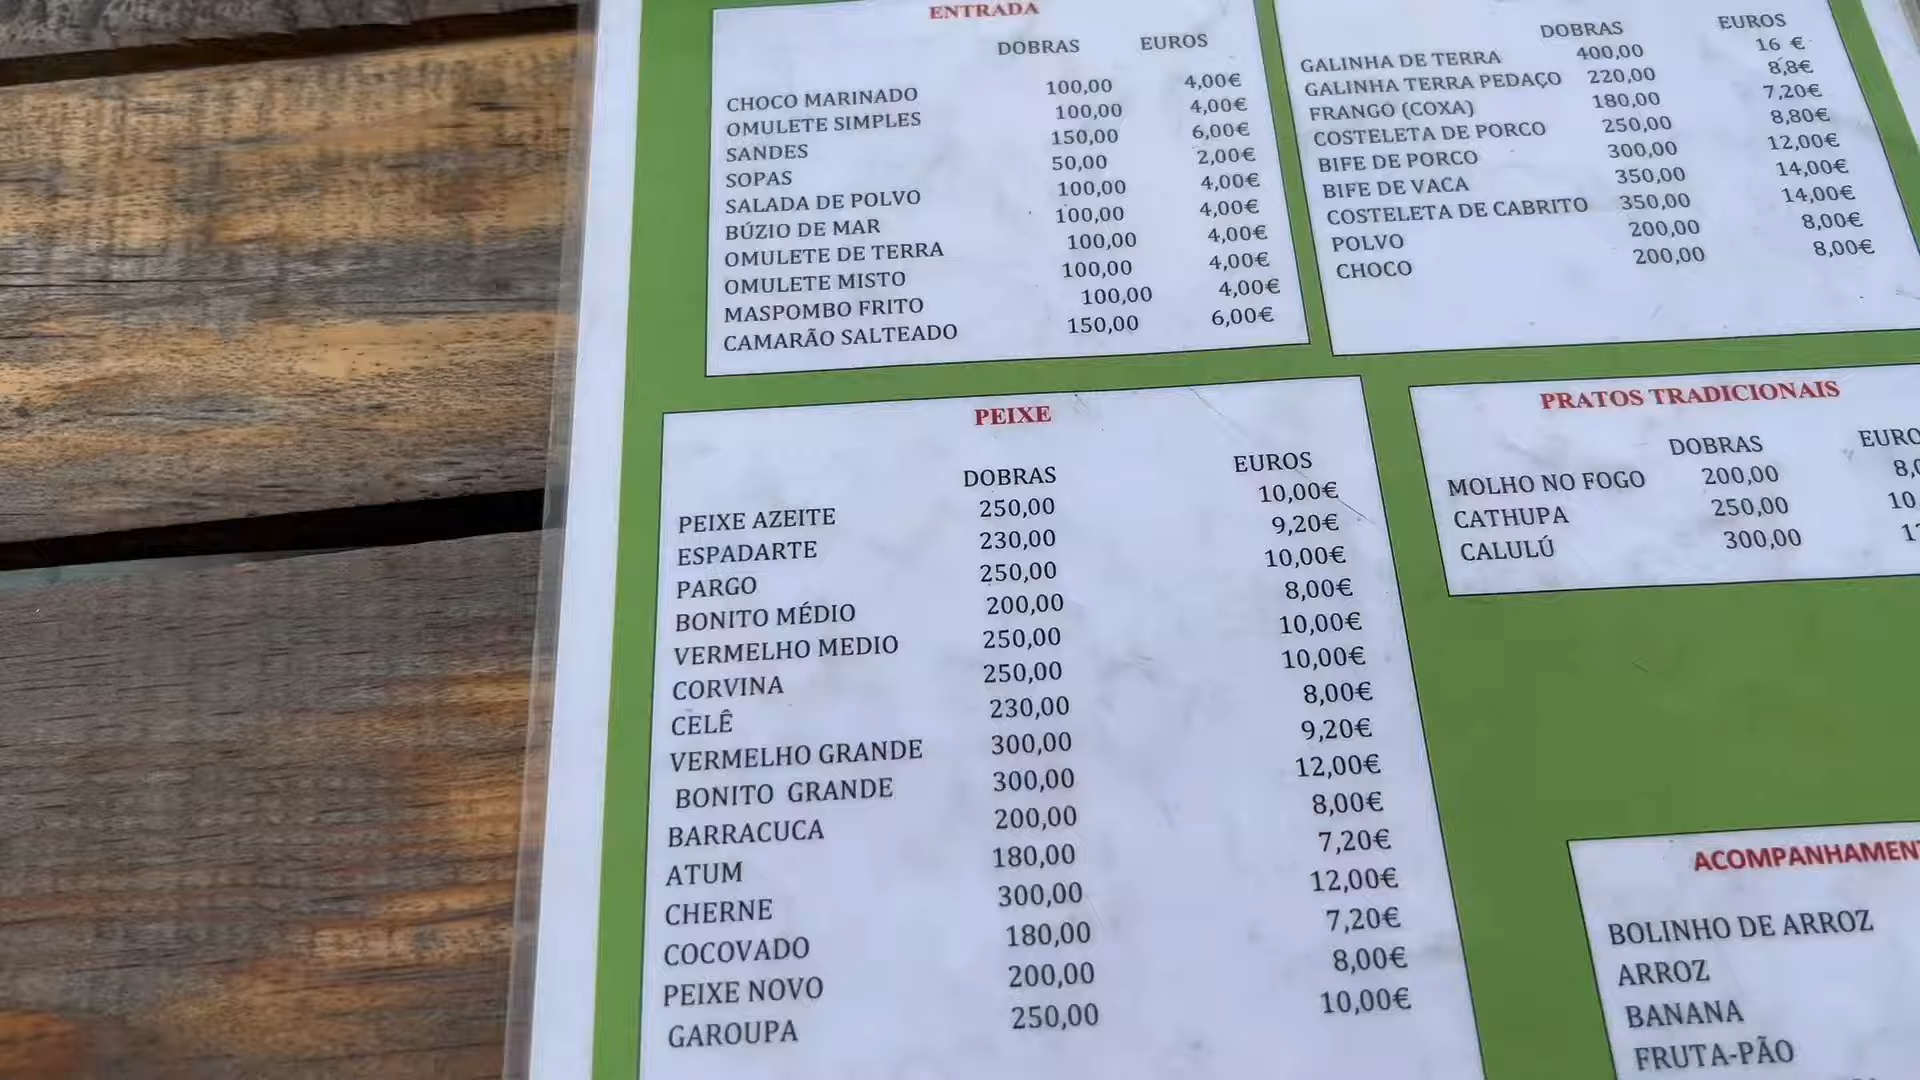 ENTRADA
DOBRAS EUROS
CHOCO MARINADO 100,00 4,00€
OMULETE SIMPLES 100,00 4,00€
SANDES 150,00 6,00€
SOPAS 50,00 2,00€
SALADA DE POLVO 100,00 4,00€
BÚZIO DE MAR 100,00 4,00€
OMULETE DE TERRA 100,00 4,00€
OMULETE MISTO 100,00 4,00€
MASPOMBO FRITO 100,00 4,00€
CAMARÃO SALTEADO 150,00 6,00€
DOBRAS EUROS
GALINHA DE TERRA 400,00 16 €
GALINHA TERRA PEDAÇO 220,00 8,8€
FRANGO (COXA) 180,00 7,20€
COSTELETA DE PORCO 250,00 8,80€
BIFE DE PORCO 300,00 12,00€
BIFE DE VACA 350,00 14,00€
COSTELETA DE CABRITO 350,00 14,00€
POLVO 200,00 8,00€
CHOCO 200,00 8,00€
PEIXE
DOBRAS EUROS
PEIXE AZEITE 250,00 10,00€
ESPADARTE 230,00 9,20€
PARGO 250,00 10,00€
BONITO MÉDIO 200,00 8,00€
VERMELHO MEDIO 250,00 10,00€
CORVINA 250,00 10,00€
CELÊ 230,00 8,00€
VERMELHO GRANDE 300,00 9,20€
BONITO GRANDE 300,00 12,00€
BARRACUCA 200,00 8,00€
ATUM 180,00 7,20€
CHERNE 300,00 12,00€
COCOVADO 180,00 7,20€
PEIXE NOVO 200,00 8,00€
GAROUPA 250,00 10,00€
PRATOS TRADICIONAIS
DOBRAS EURO
MOLHO NO FOGO 200,00 8,0
CATHUPA 250,00 10,
CALULÚ 300,00
ACOMPANHAMEN
BOLINHO DE ARROZ
ARROZ
BANANA
FRUTA-PÃO